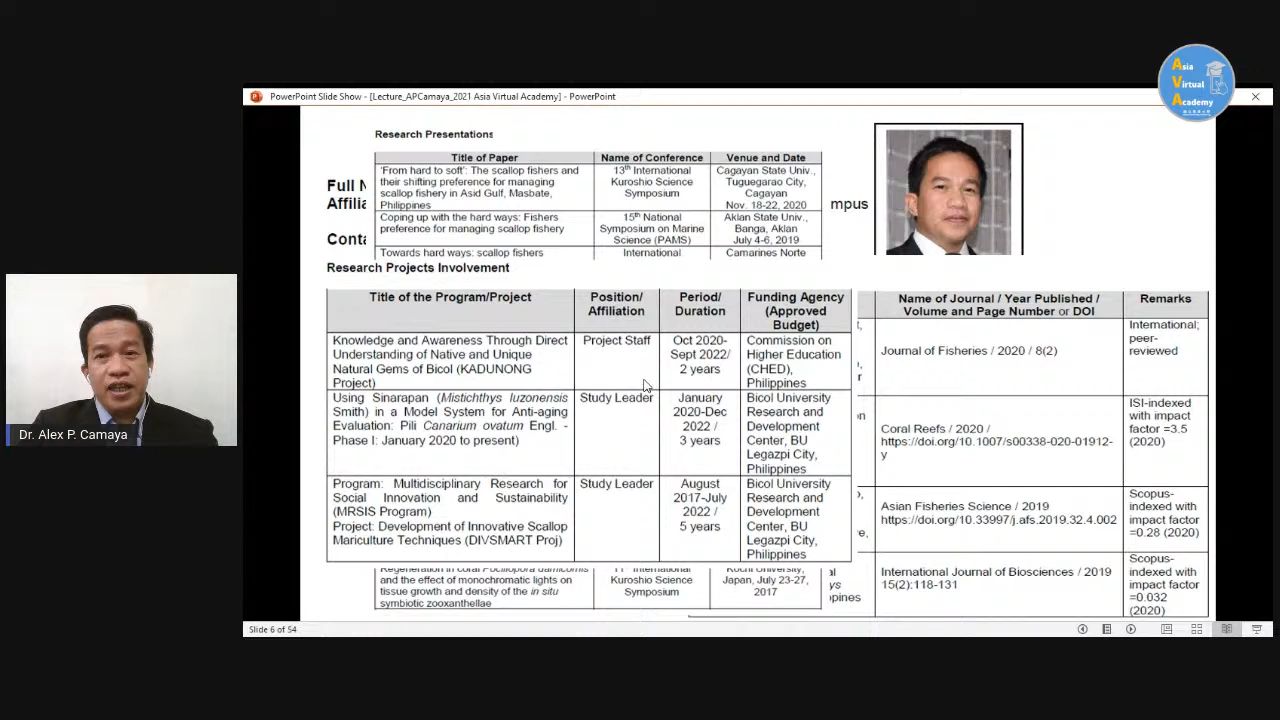 PowerPoint Slide Show - [Lecture_APCamaya_2021 Asia Virtual Academy] - PowerPoint
Asia
Virtual
Academy
Research Presentations
Title of Paper
Name of Conference
Venue and Date
'From hard to soft': The scallop fishers and
their shifting preference for managing
scallop fishery in Asid Gulf, Masbate,
Philippines
13th International
Kuroshio Science
Symposium
Cagayan State Univ.,
Tuguegarao City,
Cagayan
Nov. 18-22, 2020
Coping up with the hard ways: Fishers
preference for managing scallop fishery
15th National
Symposium on Marine
Science (PAMS)
Aklan State Univ.,
Banga, Aklan
July 4-6, 2019
Towards hard ways: scallop fishers
International
Camarines Norte
Full N
Affilia
Conta
mpus
Research Projects Involvement
Title of the Program/Project
Position/
Affiliation
Period/
Duration
Funding Agency
(Approved
Budget)
Knowledge and Awareness Through Direct
Understanding of Native and Unique
Natural Gems of Bicol (KADUNONG
Project)
Project Staff
Oct 2020-
Sept 2022/
2 years
Commission on
Higher Education
(CHED),
Philippines
Using Sinarapan (Mistichthys luzonensis
Smith) in a Model System for Anti-aging
Evaluation: Pili Canarium ovatum Engl. -
Phase I: January 2020 to present)
Study Leader
January
2020-Dec
2022 /
3 years
Bicol University
Research and
Development
Center, BU
Legazpi City,
Philippines
Program: Multidisciplinary Research for
Social Innovation and Sustainability
(MRSIS Program)
Project: Development of Innovative Scallop
Mariculture Techniques (DIVSMART Proj)
Study Leader
August
2017-July
2022 /
5 years
Bicol University
Research and
Development
Center, BU
Legazpi City,
Philippines
Regeneration in coral Pocillopora damicornis
and the effect of monochromatic lights on
tissue growth and density of the in situ
symbiotic zooxanthellae
11th International
Kuroshio Science
Symposium
Kochi University,
Japan, July 23-27,
2017
Name of Journal / Year Published /
Volume and Page Number or DOI
Remarks
Journal of Fisheries / 2020 / 8(2)
International;
peer-
reviewed
Coral Reefs / 2020 /
https://doi.org/10.1007/s00338-020-01912-
y
ISI-indexed
with impact
factor =3.5
(2020)
Asian Fisheries Science / 2019
https://doi.org/10.33997/j.afs.2019.32.4.002
Scopus-
indexed with
impact factor
=0.28 (2020)
International Journal of Biosciences / 2019
15(2):118-131
Scopus-
indexed with
impact factor
=0.032
(2020)
al
ys
ppines
Dr. Alex P. Camaya
Slide 6 of 54